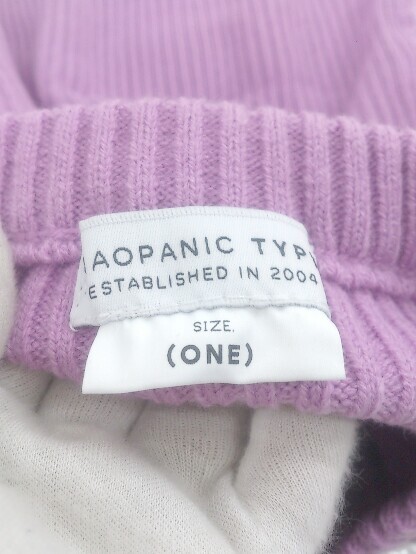 AOPANIC TYP
ESTABLISHED IN 2004
SIZE.
(ONE)